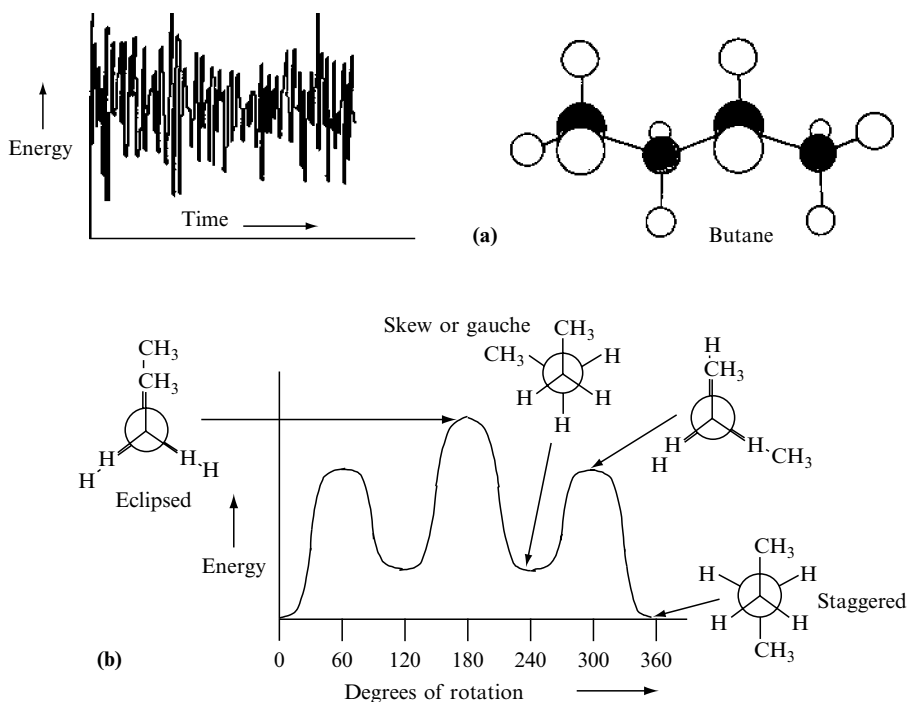 Energy
Time
(a)
Butane
Skew or gauche
CH3
CH3
H
H
H
H
CH3
CH3
H
H
H
H
Eclipsed
H
CH3
H
H
H
CH3
Energy
CH3
H
H
H
H
CH3
Staggered
(b)
0 60 120 180 240 300 360
Degrees of rotation